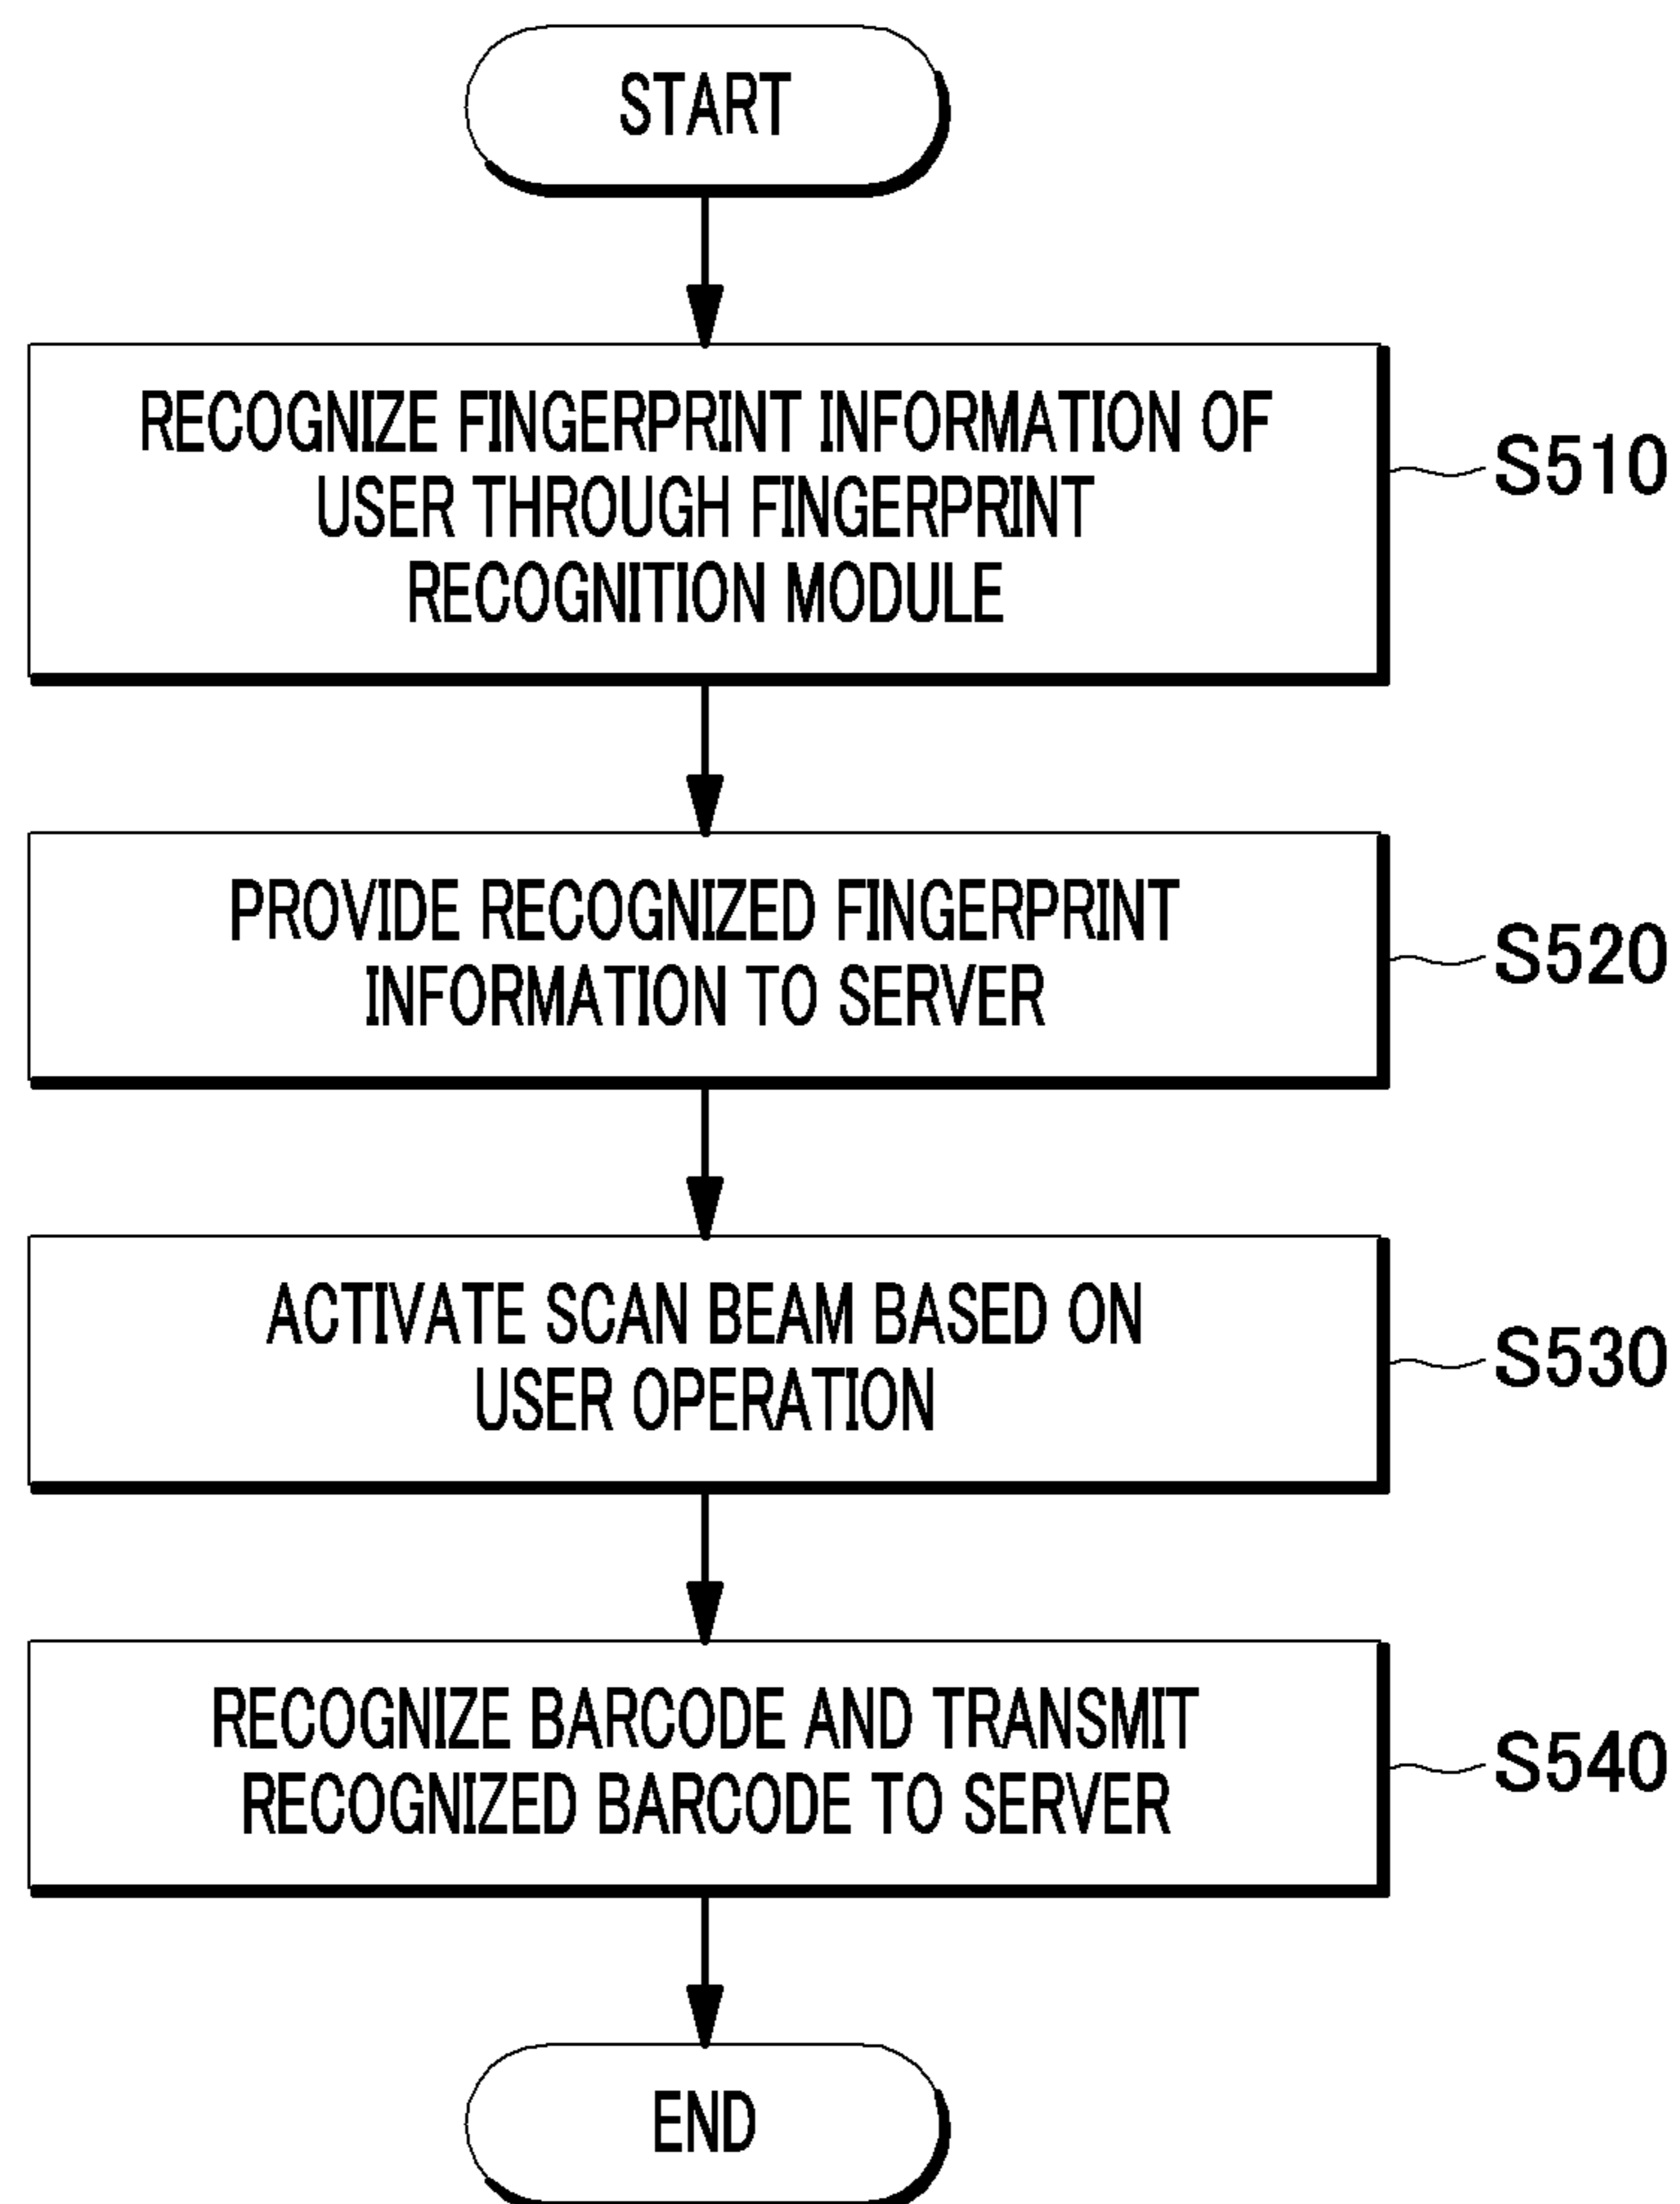 START
RECOGNIZE FINGERPRINT INFORMATION OF
USER THROUGH FINGERPRINT
RECOGNITION MODULE
S510
PROVIDE RECOGNIZED FINGERPRINT
INFORMATION TO SERVER
S520
ACTIVATE SCAN BEAM BASED ON
USER OPERATION
S530
RECOGNIZE BARCODE AND TRANSMIT
RECOGNIZED BARCODE TO SERVER
S540
END